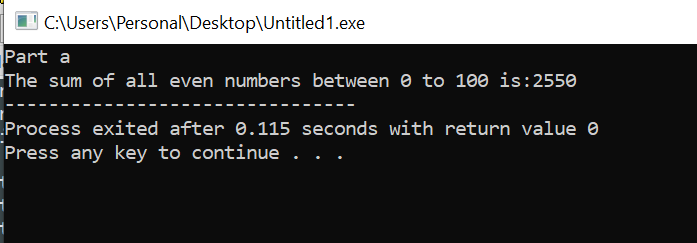 C:\Users\Personal\Desktop\Untitled1.exe
Part a
The sum of all even numbers between 0 to 100 is:2550
--------------------------------
Process exited after 0.115 seconds with return value 0
Press any key to continue . . .